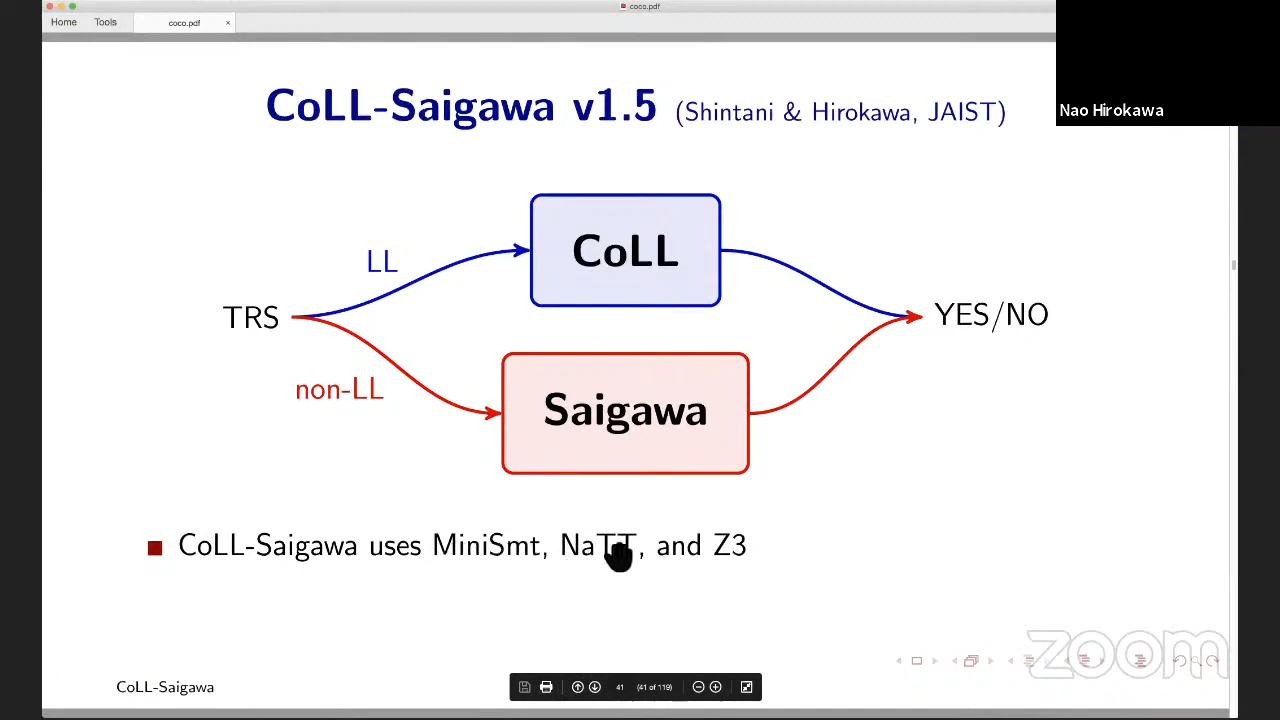 coco.pdf
Home Tools coco.pdf ×
Nao Hirokawa
CoLL-Saigawa v1.5 (Shintani & Hirokawa, JAIST)
CoLL
LL
TRS
YES/NO
non-LL
Saigawa
CoLL-Saigawa uses MiniSmt, NaTT, and Z3
zoom
CoLL-Saigawa
41 (41 of 119)